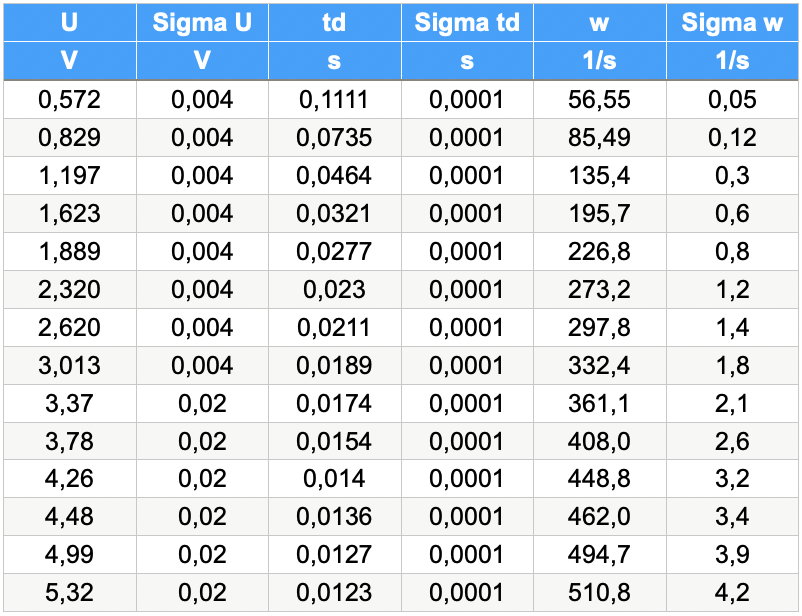 U Sigma U td Sigma td w Sigma w
V V s s 1/s 1/s
0,572 0,004 0,1111 0,0001 56,55 0,05
0,829 0,004 0,0735 0,0001 85,49 0,12
1,197 0,004 0,0464 0,0001 135,4 0,3
1,623 0,004 0,0321 0,0001 195,7 0,6
1,889 0,004 0,0277 0,0001 226,8 0,8
2,320 0,004 0,023 0,0001 273,2 1,2
2,620 0,004 0,0211 0,0001 297,8 1,4
3,013 0,004 0,0189 0,0001 332,4 1,8
3,37 0,02 0,0174 0,0001 361,1 2,1
3,78 0,02 0,0154 0,0001 408,0 2,6
4,26 0,02 0,014 0,0001 448,8 3,2
4,48 0,02 0,0136 0,0001 462,0 3,4
4,99 0,02 0,0127 0,0001 494,7 3,9
5,32 0,02 0,0123 0,0001 510,8 4,2